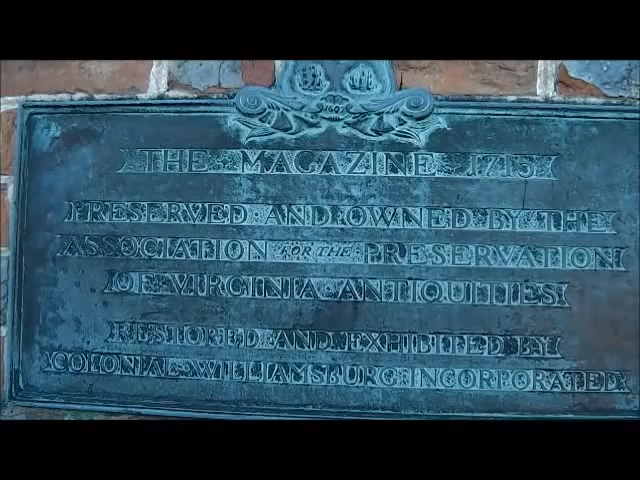 1607
THE MAGAZINE 1715
PRESERVED AND OWNED BY THE
ASSOCIATION FOR THE PRESERVATION
OF VIRGINIA ANTIQUITIES
RESTORED AND EXHIBITED BY
COLONIAL WILLIAMSBURG INCORPORATED